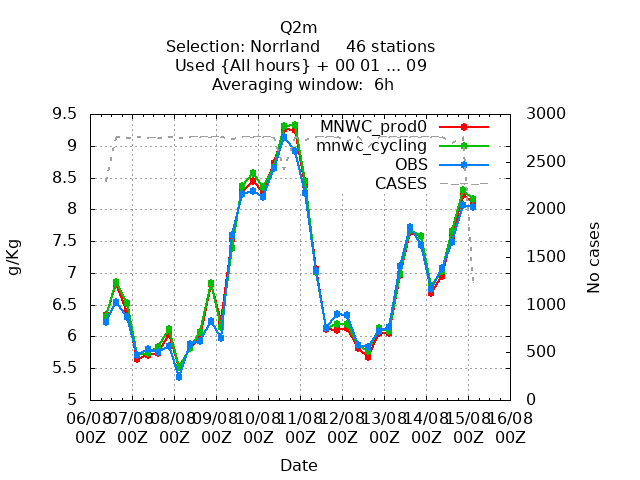 Q2m
Selection: Norrland     46 stations
Used {All hours} + 00 01 ... 09
Averaging window:  6h
MNWC_prod0
mnwc_cycling
OBS
CASES
9.5
9
8.5
8
7.5
7
6.5
6
5.5
5
g/Kg
3000
2500
2000
1500
1000
500
0
No cases
06/08 07/08 08/08 09/08 10/08 11/08 12/08 13/08 14/08 15/08 16/08
00Z 00Z 00Z 00Z 00Z 00Z 00Z 00Z 00Z 00Z 00Z
Date